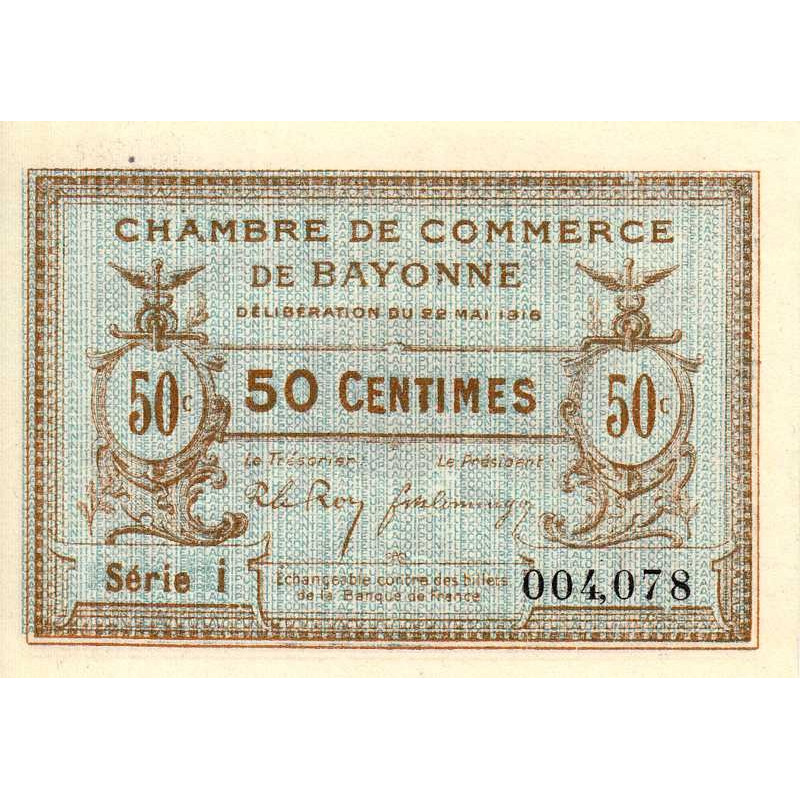 CHAMBRE DE COMMERCE
DE BAYONNE
DÉLIBÉRATION DU 22 MAI 1916
50c
50 CENTIMES
50c
Le Trésorier
Le Président
Série i
Échangeable contre des billets
de la Banque de France
004,078